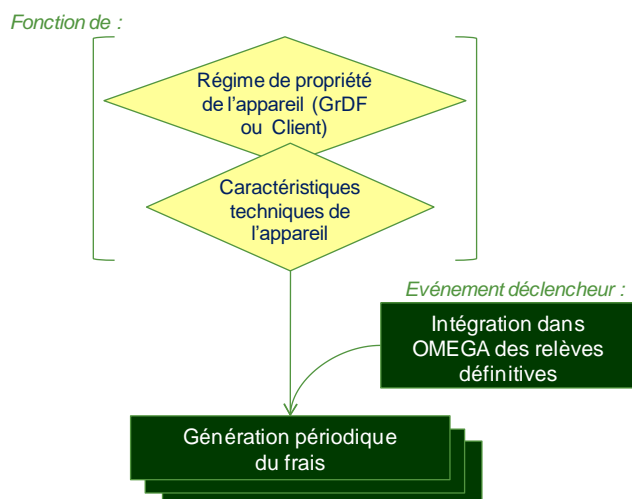 Fonction de :
Régime de propriété
de l'appareil (GrDF
ou Client)
Caractéristiques
techniques de
l'appareil
Evénement déclencheur :
Intégration dans
OMEGA des relèves
définitives
Génération périodique
du frais